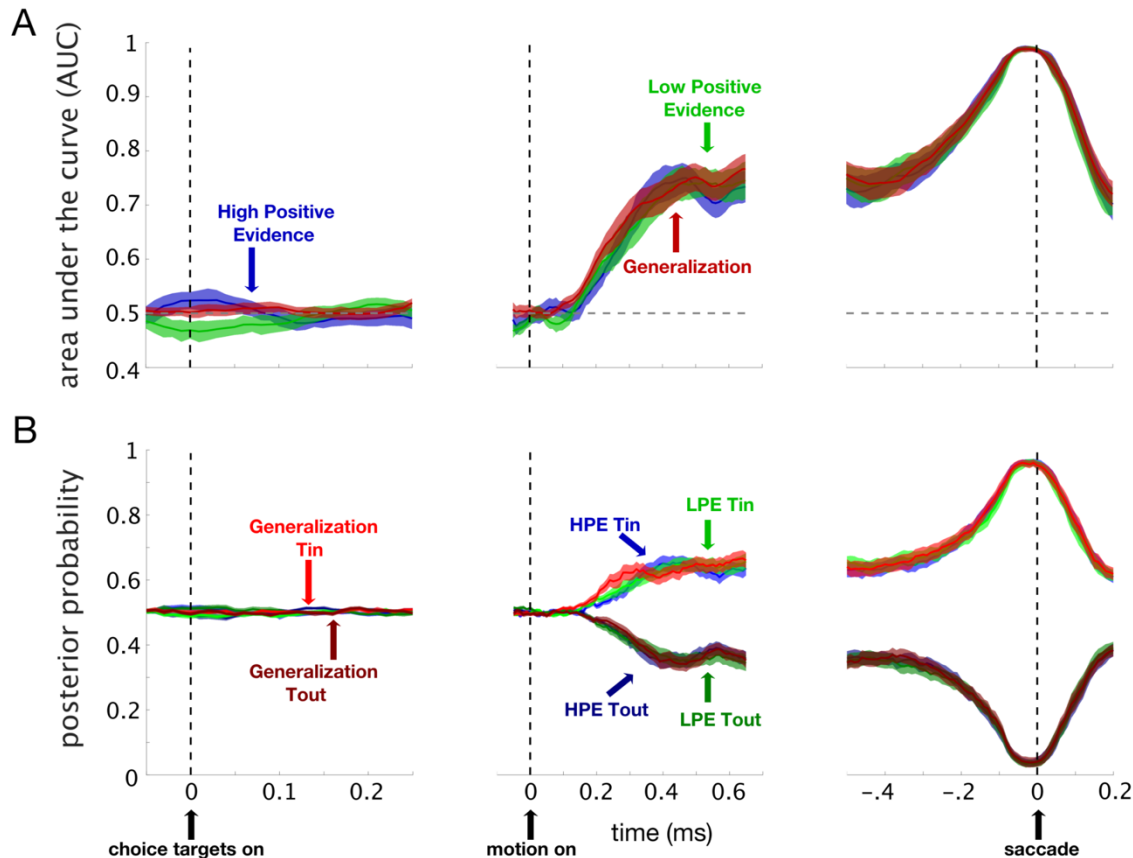 A
area under the curve (AUC)
1
0.9
0.8
0.7
0.6
0.5
0.4
High Positive
Evidence
Low Positive
Evidence
Generalization
B
posterior probability
1
0.8
0.6
0.4
0.2
0
Generalization
Tin
Generalization
Tout
HPE Tin
LPE Tin
HPE Tout
LPE Tout
0 0.2
0 0.2 0.4 0.6
-.4 -.2 0 0.2
time (ms)
choice targets on
motion on
saccade